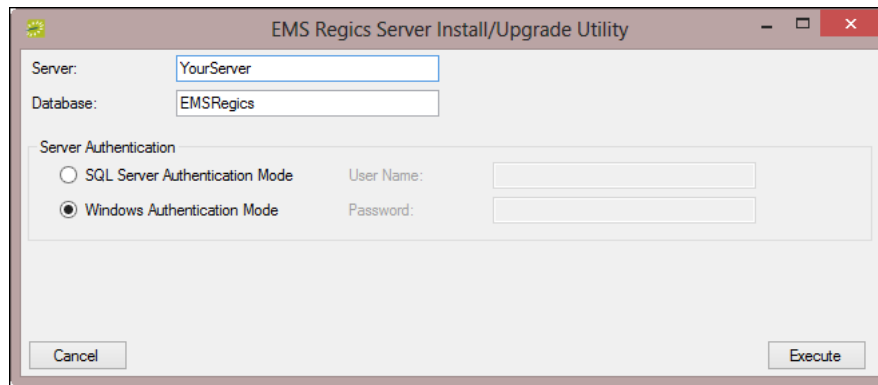 EMS Regics Server Install/Upgrade Utility
Server: YourServer
Database: EMSRegics
Server Authentication
SQL Server Authentication Mode User Name:
Windows Authentication Mode Password:
Cancel Execute